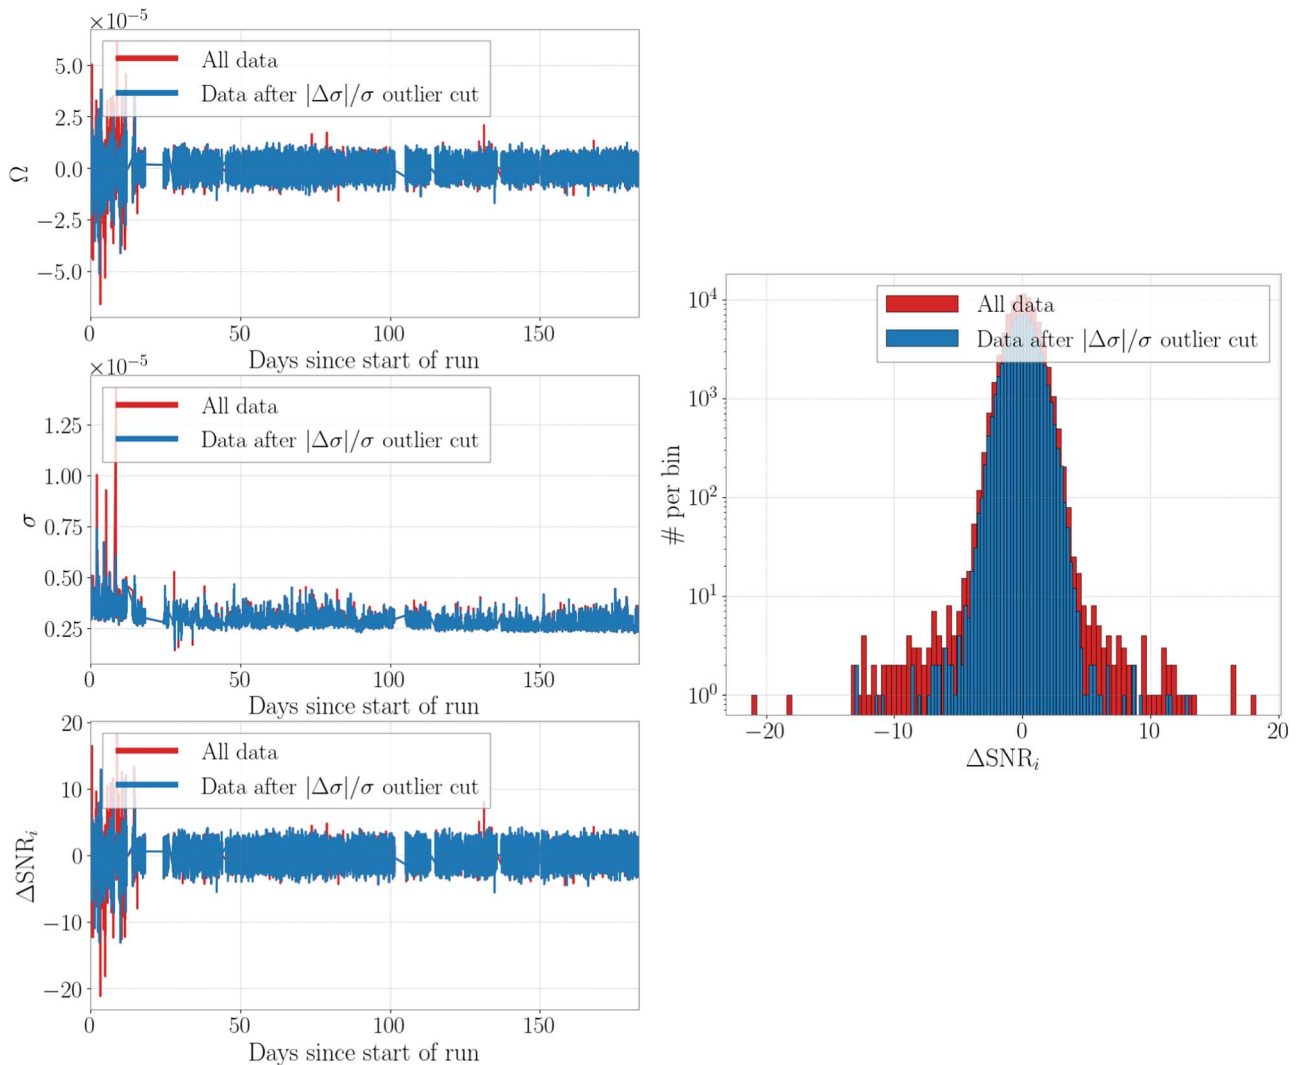 ×10⁻⁵
All data
Data after |Δσ|/σ outlier cut
5.0
2.5
0.0
−2.5
−5.0
Ω
0 50 100 150
Days since start of run
×10⁻⁵
All data
Data after |Δσ|/σ outlier cut
1.25
1.00
0.75
0.50
0.25
σ
0 50 100 150
Days since start of run
20
10
0
−10
−20
All data
Data after |Δσ|/σ outlier cut
ΔSNRᵢ
0 50 100 150
Days since start of run
All data
Data after |Δσ|/σ outlier cut
10⁴
10³
10²
10¹
10⁰
# per bin
−20 −10 0 10 20
ΔSNRᵢ